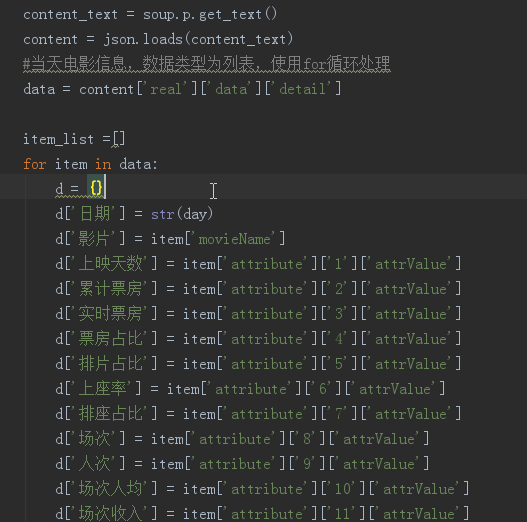 content_text = soup.p.get_text()
content = json.loads(content_text)
#当天电影信息，数据类型为列表，使用for循环处理
data = content['real']['data']['detail']
item_list =[]
for item in data:
d = {}
d['日期'] = str(day)
d['影片'] = item['movieName']
d['上映天数'] = item['attribute']['1']['attrValue']
d['累计票房'] = item['attribute']['2']['attrValue']
d['实时票房'] = item['attribute']['3']['attrValue']
d['票房占比'] = item['attribute']['4']['attrValue']
d['排片占比'] = item['attribute']['5']['attrValue']
d['上座率'] = item['attribute']['6']['attrValue']
d['排座占比'] = item['attribute']['7']['attrValue']
d['场次'] = item['attribute']['8']['attrValue']
d['人次'] = item['attribute']['9']['attrValue']
d['场次人均'] = item['attribute']['10']['attrValue']
d['场次收入'] = item['attribute']['11']['attrValue']